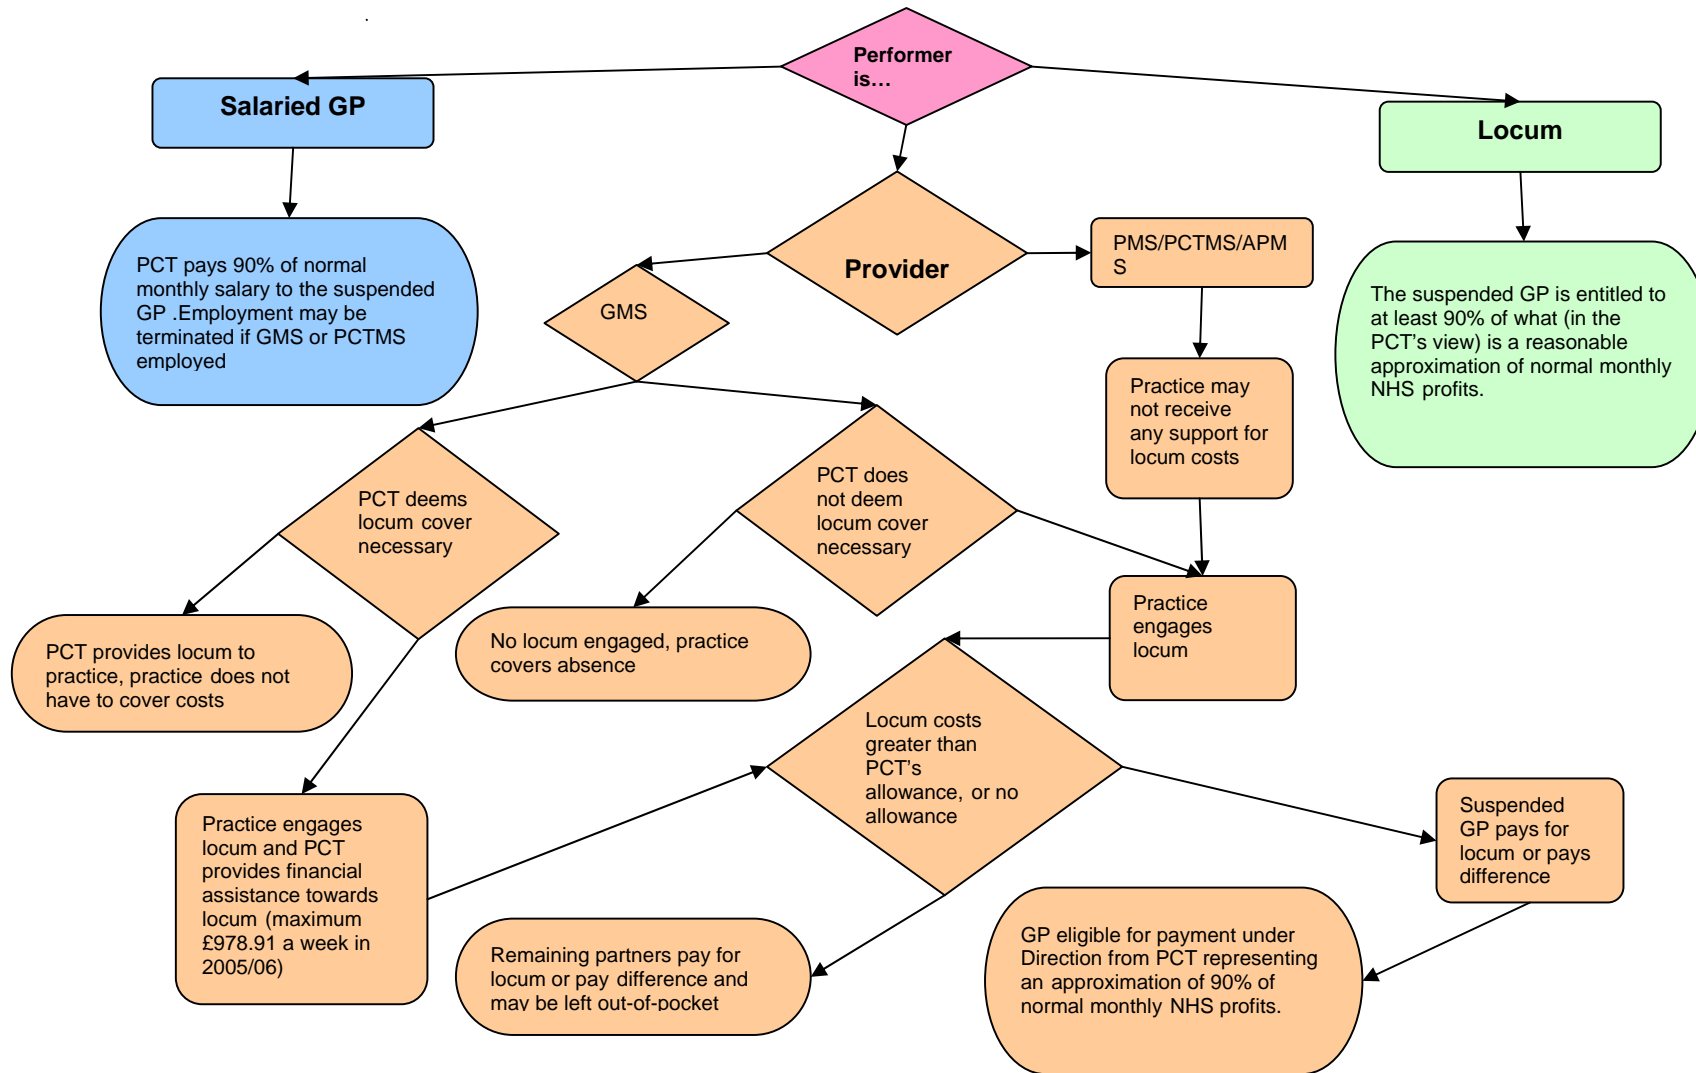 Performer
is...
Salaried GP
Locum
PCT pays 90% of normal
monthly salary to the suspended
GP .Employment may be
terminated if GMS or PCTMS
employed
Provider
GMS
PMS/PCTMS/APM
S
The suspended GP is entitled to
at least 90% of what (in the
PCT's view) is a reasonable
approximation of normal monthly
NHS profits.
Practice may
not receive
any support for
locum costs
PCT deems
locum cover
necessary
PCT does
not deem
locum cover
necessary
Practice
engages
locum
PCT provides locum to
practice, practice does not
have to cover costs
No locum engaged, practice
covers absence
Locum costs
greater than
PCT's
allowance, or no
allowance
Suspended
GP pays for
locum or pays
difference
Practice engages
locum and PCT
provides financial
assistance towards
locum (maximum
£978.91 a week in
2005/06)
Remaining partners pay for
locum or pay difference and
may be left out-of-pocket
GP eligible for payment under
Direction from PCT representing
an approximation of 90% of
normal monthly NHS profits.